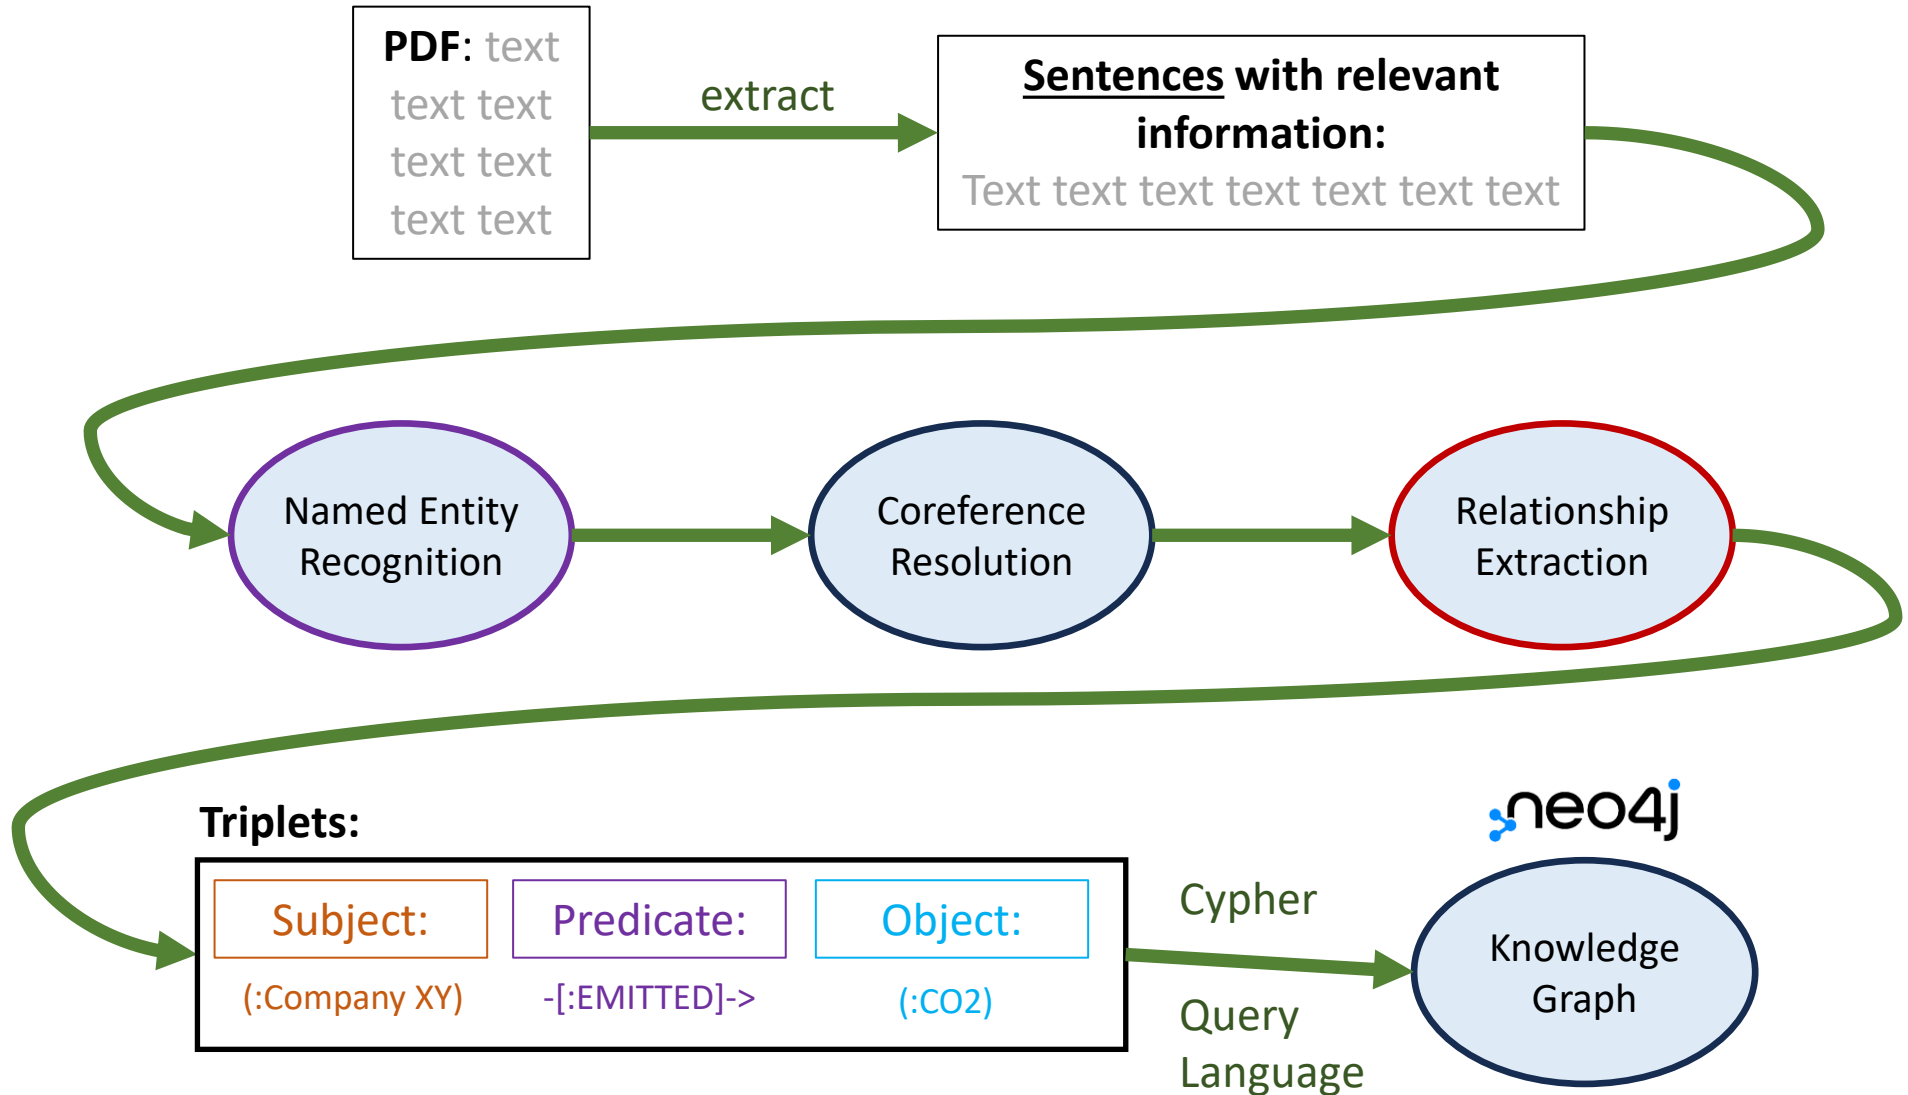 PDF: text
text text
text text
text text
extract
Sentences with relevant
information:
Text text text text text text text
Named Entity
Recognition
Coreference
Resolution
Relationship
Extraction
Triplets:
Subject:
Predicate:
Object:
(:Company XY)
-[:EMITTED]->
(:CO2)
Cypher
Query
Language
neo4j
Knowledge
Graph